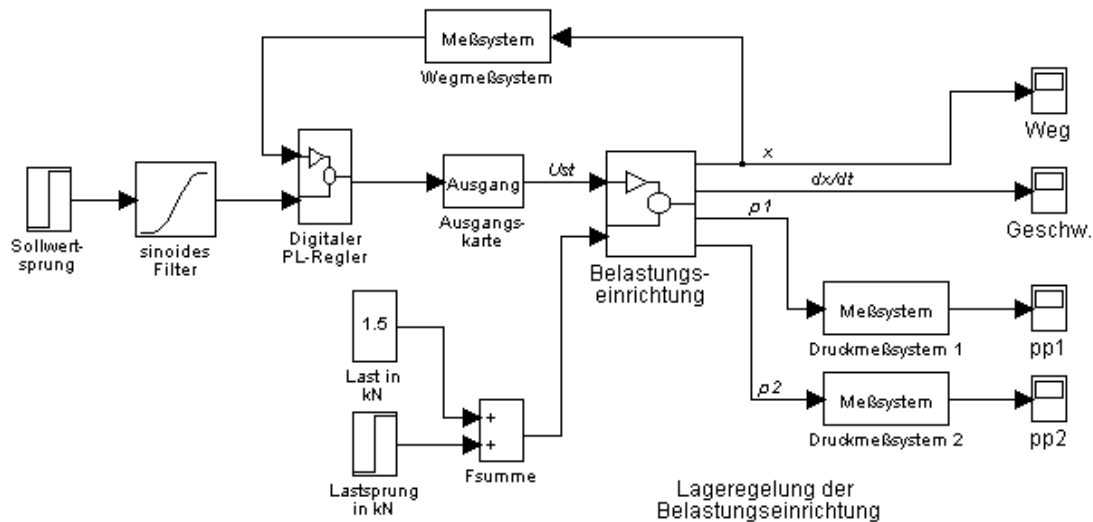 Meßsystem
Wegmeßsystem
Weg
x
dx/dt
Geschw.
Sollwert-
sprung
sinoides
Filter
Digitaler
PL-Regler
Ausgang
Ausgangs-
karte
Ust
p1
p2
Belastungs-
einrichtung
Meßsystem
Druckmeßsystem 1
pp1
Meßsystem
Druckmeßsystem 2
pp2
1.5
Last in
kN
Lastsprung
in kN
+
+
Fsumme
Lageregelung der
Belastungseinrichtung